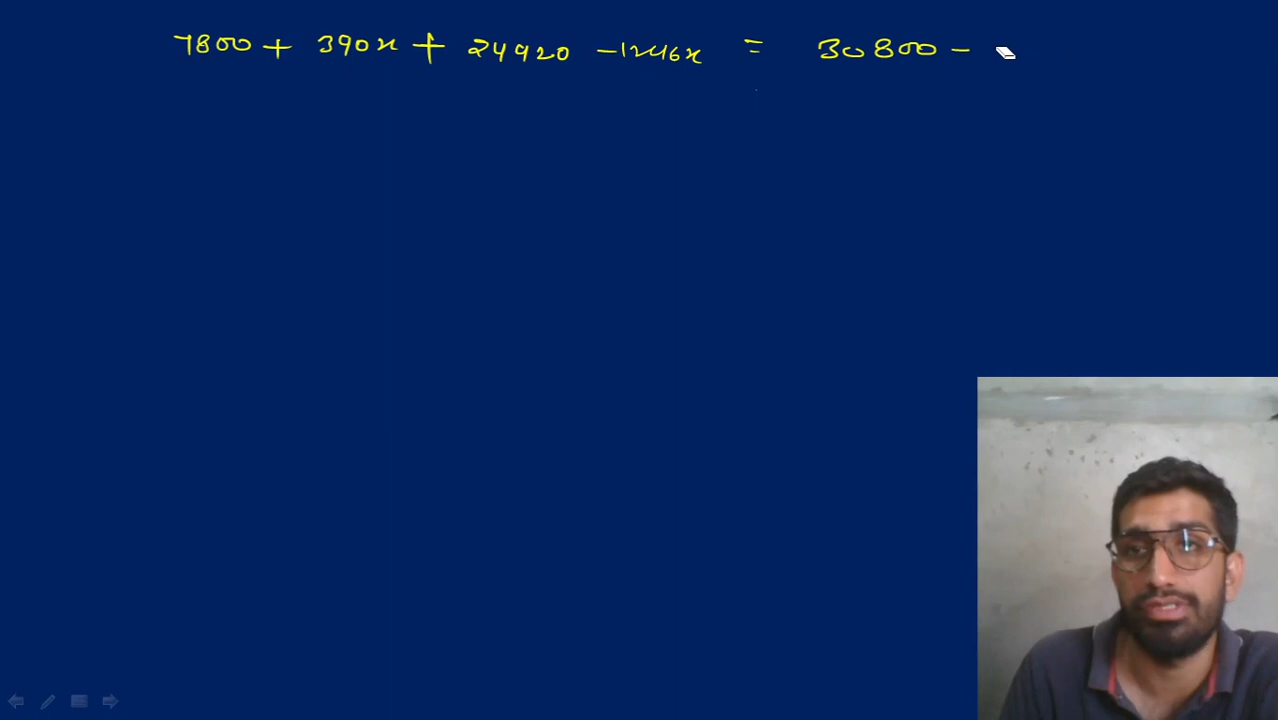 7800 + 390x + 24920 - 1246x = 30800 -